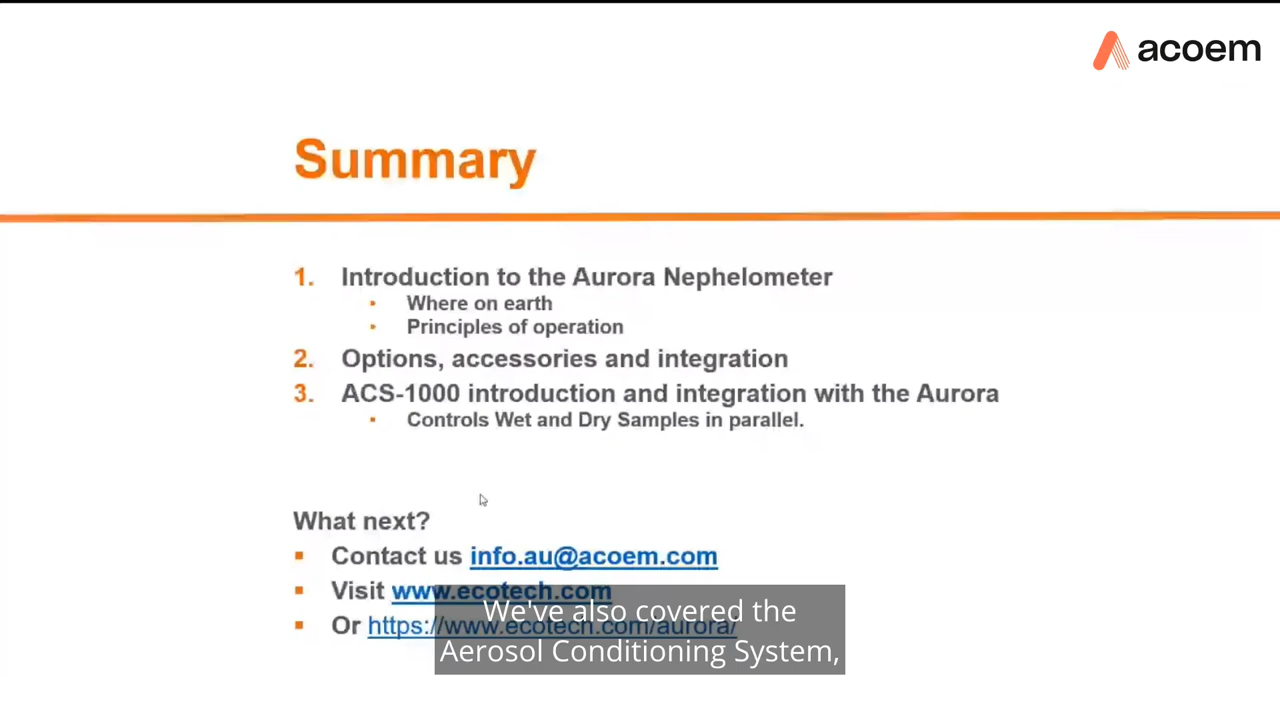 acoem
Summary
1. Introduction to the Aurora Nephelometer
• Where on earth
• Principles of operation
2. Options, accessories and integration
3. ACS-1000 introduction and integration with the Aurora
• Controls Wet and Dry Samples in parallel.
What next?
▪ Contact us info.au@acoem.com
▪ Visit www.ecotech.com
▪ Or https://www.ecotech.com/aurora/
We've also covered the
Aerosol Conditioning System,